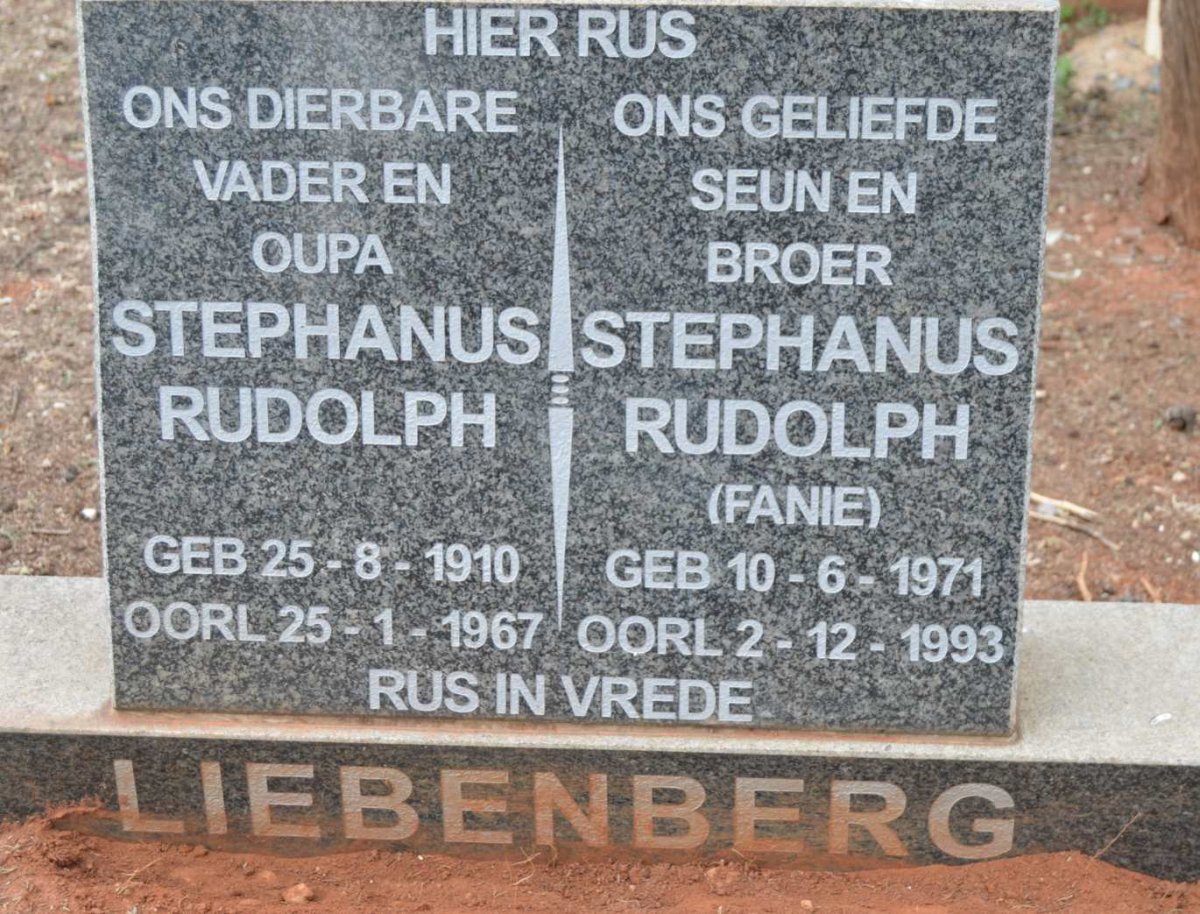 HIER RUS
ONS DIERBARE
VADER EN
OUPA
STEPHANUS
RUDOLPH
GEB 25 - 8 - 1910
OORL 25 - 1 - 1967
ONS GELIEFDE
SEUN EN
BROER
STEPHANUS
RUDOLPH
(FANIE)
GEB 10 - 6 - 1971
OORL 2 - 12 - 1993
RUS IN VREDE
LIEBENBERG